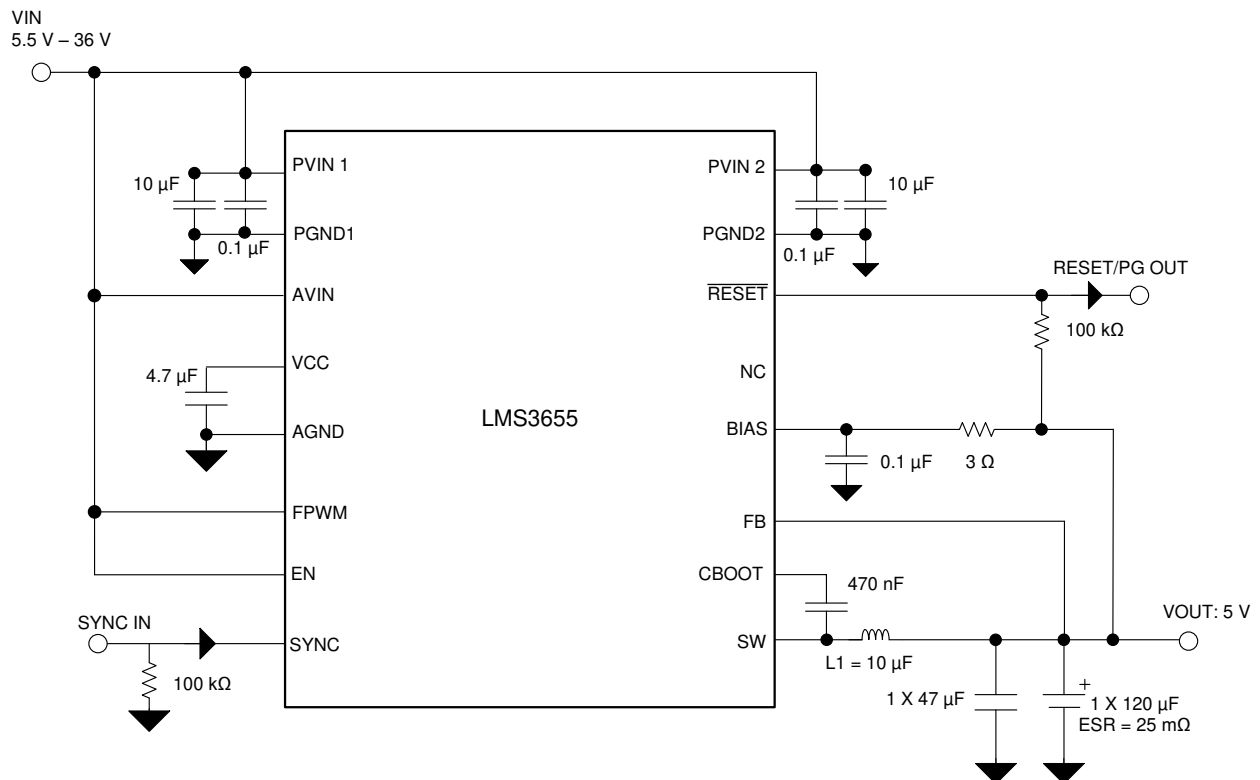 VIN
5.5 V – 36 V
PVIN 1
PVIN 2
10 µF
10 µF
PGND1
PGND2
0.1 µF
0.1 µF
RESET/PG OUT
AVIN
RESET
100 kΩ
VCC
NC
4.7 µF
LMS3655
AGND
BIAS
0.1 µF
3 Ω
FPWM
FB
EN
CBOOT
470 nF
SYNC IN
VOUT: 5 V
SYNC
SW
L1 = 10 µF
100 kΩ
1 X 47 µF
+
1 X 120 µF
ESR = 25 mΩ